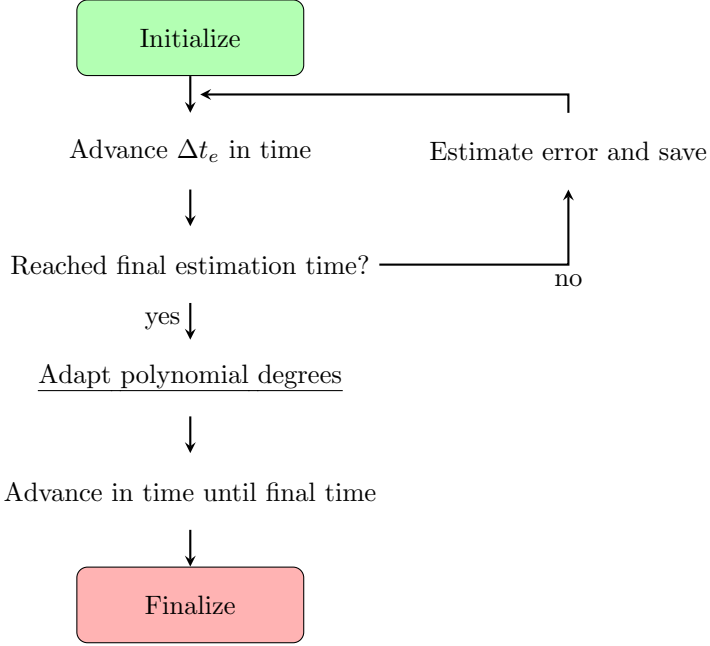 Initialize
Advance Δtₑ in time
Estimate error and save
Reached final estimation time?
no
yes
Adapt polynomial degrees
Advance in time until final time
Finalize